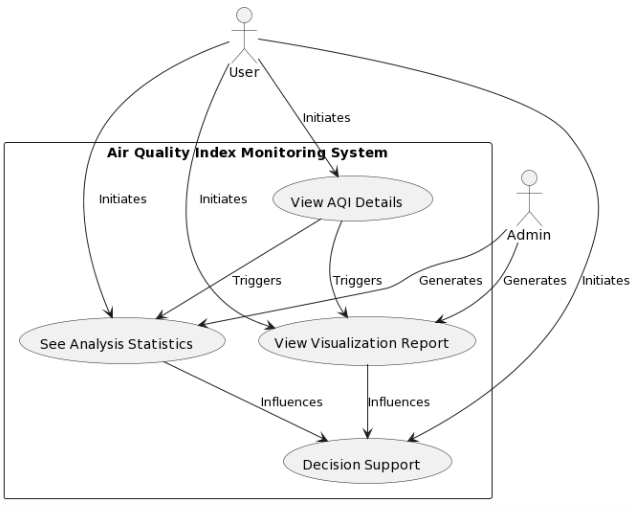 User
Initiates
Air Quality Index Monitoring System
Initiates
Initiates
View AQI Details
Admin
Triggers
Triggers
Generates
Generates
Initiates
See Analysis Statistics
View Visualization Report
Influences
Influences
Decision Support